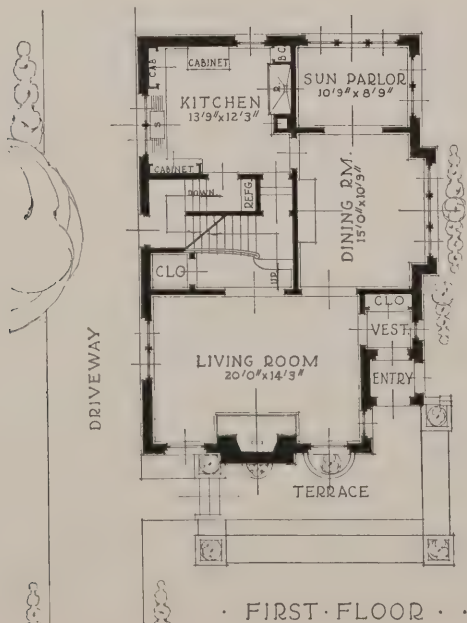 CAB
CABINET
B.C.
KITCHEN
13'9"x12'3"
R
S
T
CABINET
SUN PARLOR
10'9"x8'9"
DOWN
REFG.
DINING RM.
15'0"x10'9"
CLO
UP
CLO
VEST.
ENTRY
LIVING ROOM
20'0"x14'3"
DRIVEWAY
TERRACE
· FIRST · FLOOR ·